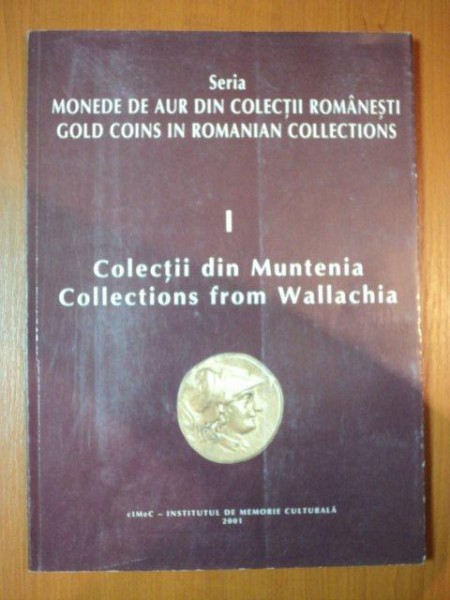 Seria
MONEDE DE AUR DIN COLECȚII ROMÂNEȘTI
GOLD COINS IN ROMANIAN COLLECTIONS
I
Colecții din Muntenia
Collections from Wallachia
cIMeC – INSTITUTUL DE MEMORIE CULTURALĂ
2001